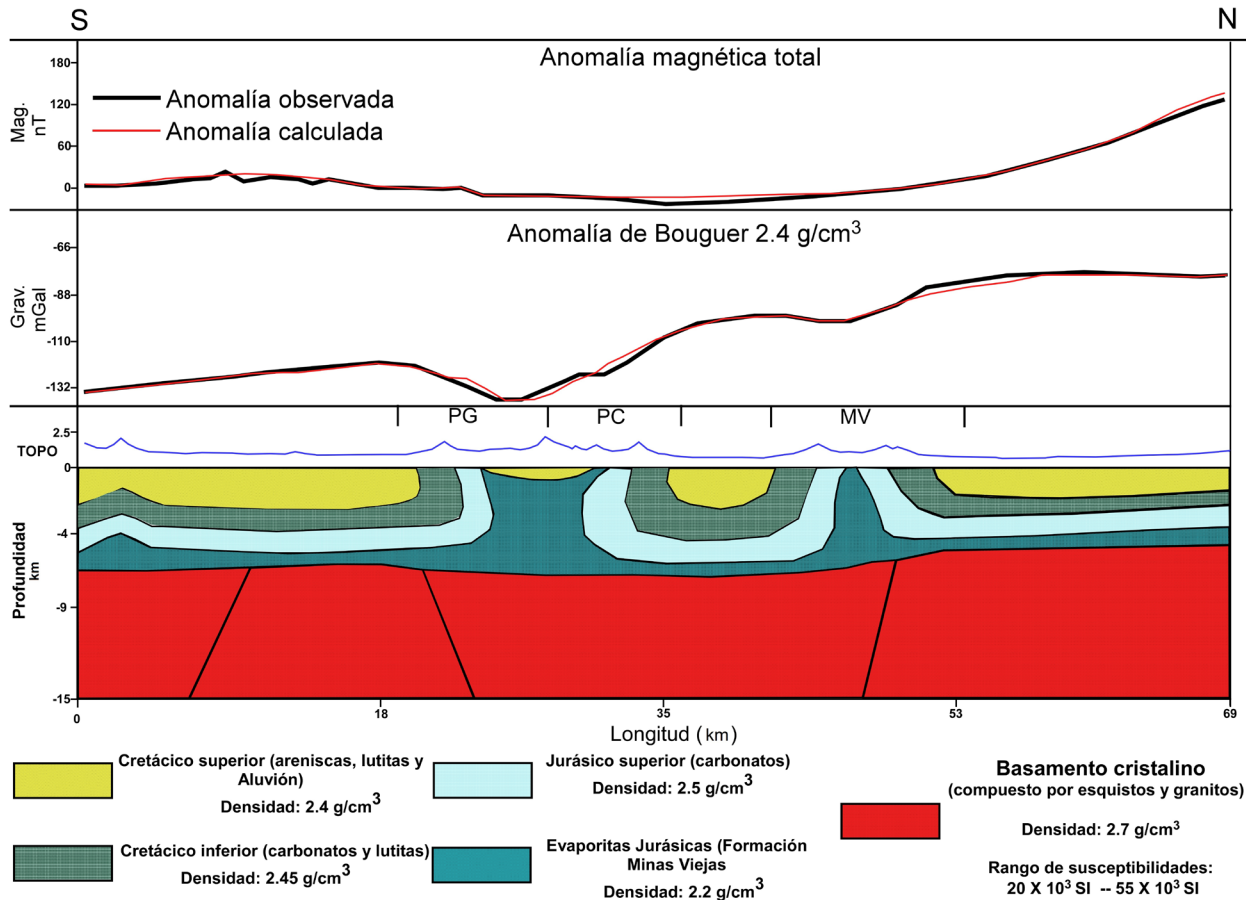 S
N
Anomalía magnética total
Mag.
nT
180
120
60
0
Anomalía observada
Anomalía calculada
Anomalía de Bouguer 2.4 g/cm³
Grav.
mGal
-66
-88
-110
-132
PG
PC
MV
2.5
TOPO
0
-4
-9
-15
Profundidad
km
0
18
35
53
69
Longitud (km)
Cretácico superior (areniscas, lutitas y
Aluvión)
Densidad: 2.4 g/cm³
Jurásico superior (carbonatos)
Densidad: 2.5 g/cm³
Basamento cristalino
(compuesto por esquistos y granitos)
Densidad: 2.7 g/cm³
Cretácico inferior (carbonatos y lutitas)
Densidad: 2.45 g/cm³
Evaporitas Jurásicas (Formación
Minas Viejas
Densidad: 2.2 g/cm³
Rango de susceptibilidades:
20 X 10³ SI -- 55 X 10³ SI